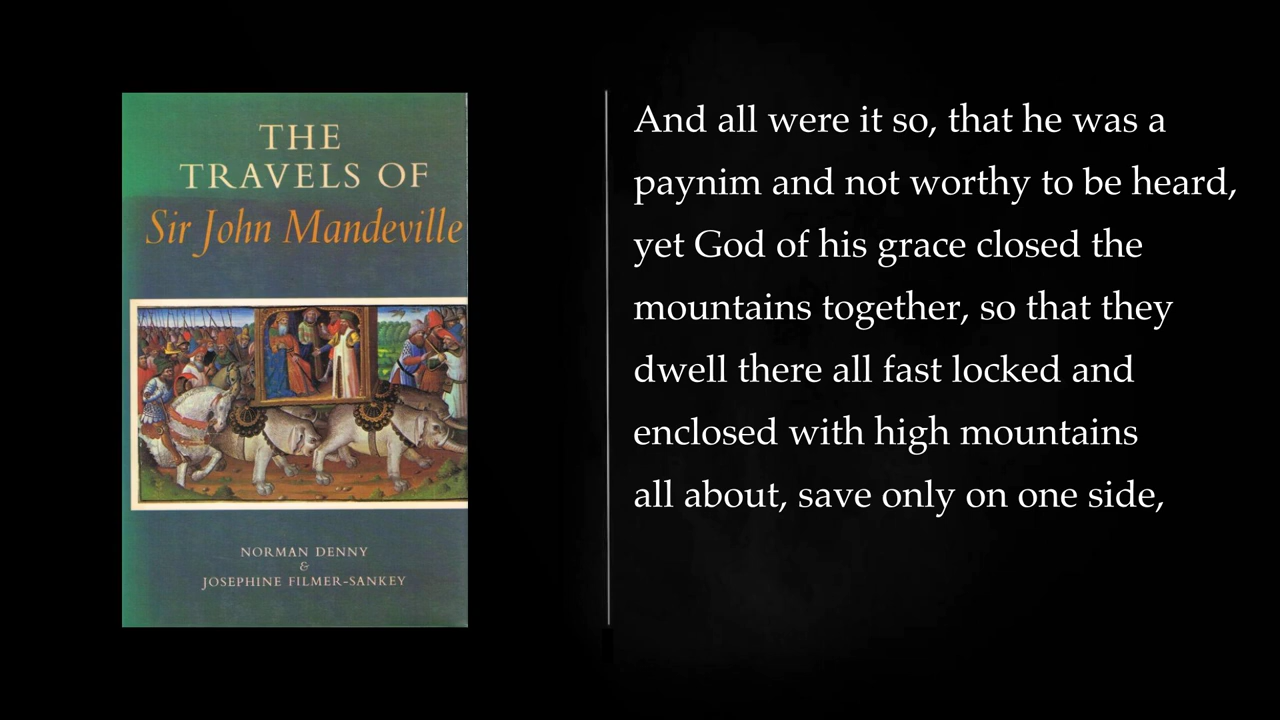 THE
TRAVELS OF
Sir John Mandeville
NORMAN DENNY
&
JOSEPHINE FILMER-SANKEY
And all were it so, that he was a
paynim and not worthy to be heard,
yet God of his grace closed the
mountains together, so that they
dwell there all fast locked and
enclosed with high mountains
all about, save only on one side,